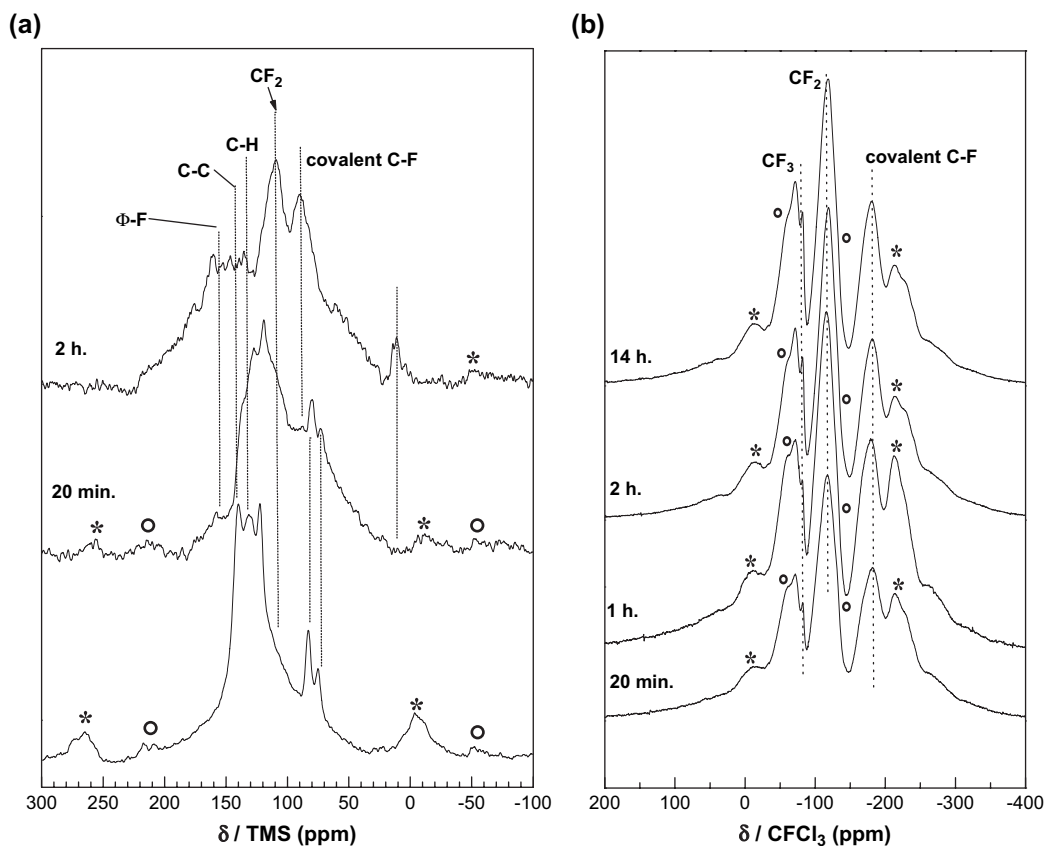 (a)
CF2
C-H
covalent C-F
C-C
Φ-F
2 h.
*
20 min.
* o * o
* o * o
300 250 200 150 100 50 0 -50 -100
δ / TMS (ppm)
(b)
CF2
CF3
covalent C-F
o
o
*
*
14 h.
o
o
*
*
2 h.
o
*
o
*
1 h.
o
o
*
*
20 min.
200 100 0 -100 -200 -300 -400
δ / CFCl3 (ppm)